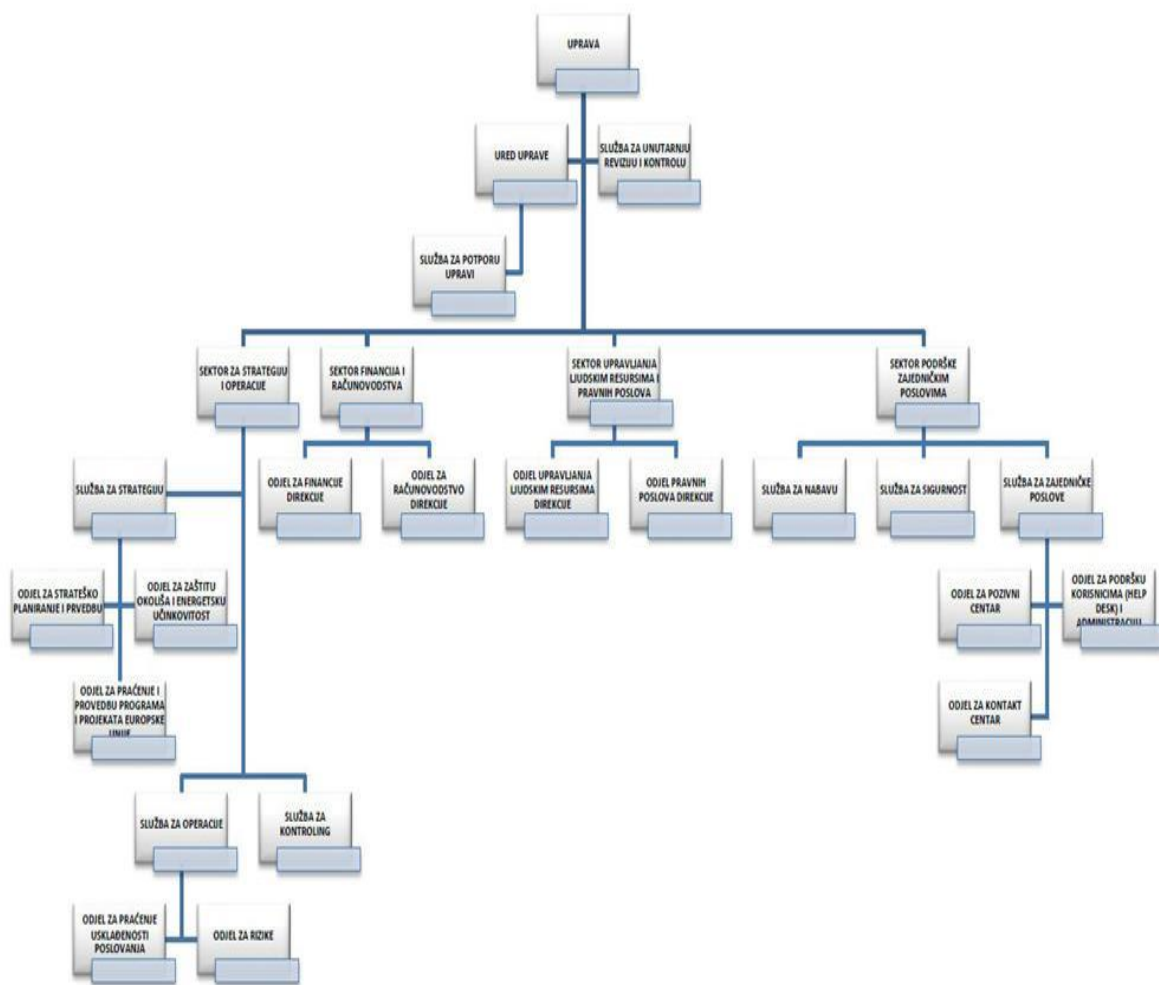 UPRAVA
URED UPRAVE
SLUŽBA ZA UNUTARNJU
REVIZIJU I KONTROLU
SLUŽBA ZA POTPORU
UPRAVI
SEKTOR ZA STRATEGIJU
I OPERACIJE
SEKTOR FINANCIJA I
RAČUNOVODSTVA
SEKTOR UPRAVLJANJA
LJUDSKIM RESURSIMA I
PRAVNIH POSLOVA
SEKTOR PODRŠKE
ZAJEDNIČKIM
POSLOVIMA
SLUŽBA ZA STRATEGIJU
ODJEL ZA FINANCIJE
DIREKCIJE
ODJEL ZA
RAČUNOVODSTVO
DIREKCIJE
ODJEL UPRAVLJANJA
LJUDSKIM RESURSIMA
DIREKCIJE
ODJEL PRAVNIH
POSLOVA DIREKCIJE
SLUŽBA ZA NABAVU
SLUŽBA ZA SIGURNOST
SLUŽBA ZA ZAJEDNIČKE
POSLOVE
ODJEL ZA STRATEŠKO
PLANIRANJE I PRVEDBU
ODJEL ZA ZAŠTITU
OKOLIŠA I ENERGETSKU
UČINKOVITOST
ODJEL ZA POZIVNI
CENTAR
ODJEL ZA PODRŠKU
KORISNICIMA (HELP
DESK) I
ADMINISTRACIJU
ODJEL ZA PRAĆENJE I
PROVEDBU PROGRAMA
I PROJEKATA EUROPSKE
UNIJE
ODJEL ZA KONTAKT
CENTAR
SLUŽBA ZA OPERACIJE
SLUŽBA ZA
KONTROLING
ODJEL ZA PRAĆENJE
USKLAĐENOSTI
POSLOVANJA
ODJEL ZA RIZIKE